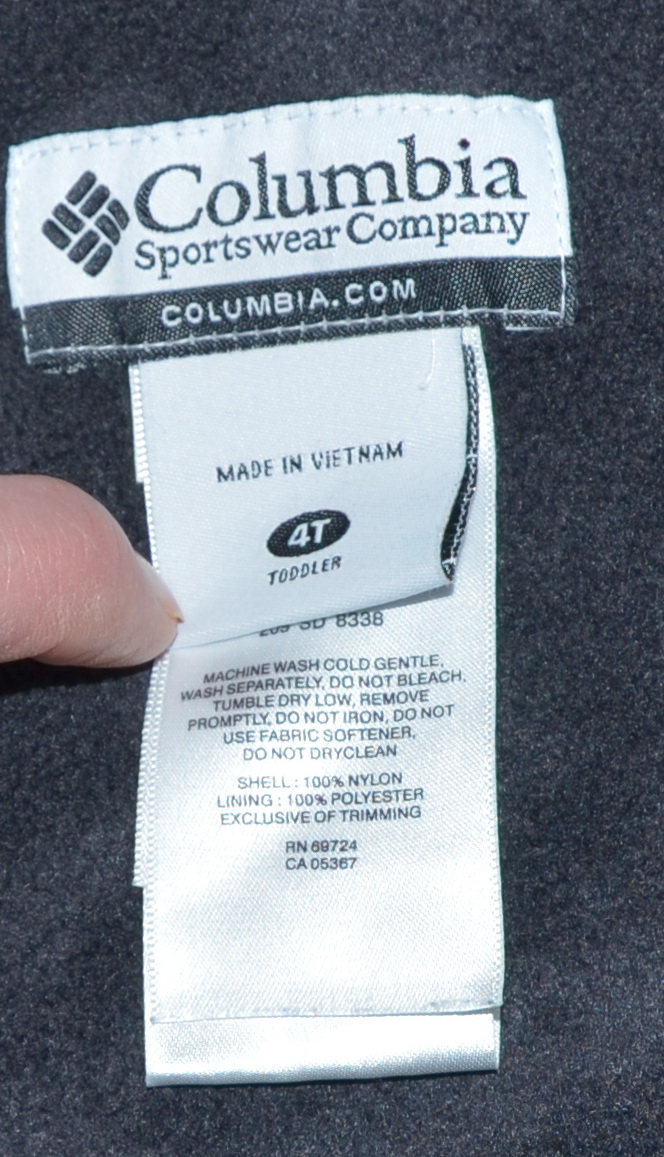 Columbia
Sportswear Company
COLUMBIA.COM
MADE IN VIETNAM
4T
TODDLER
SD 8338
MACHINE WASH COLD GENTLE,
WASH SEPARATELY, DO NOT BLEACH,
TUMBLE DRY LOW, REMOVE
PROMPTLY, DO NOT IRON, DO NOT
USE FABRIC SOFTENER,
DO NOT DRYCLEAN
SHELL : 100% NYLON
LINING : 100% POLYESTER
EXCLUSIVE OF TRIMMING
RN 69724
CA 05367